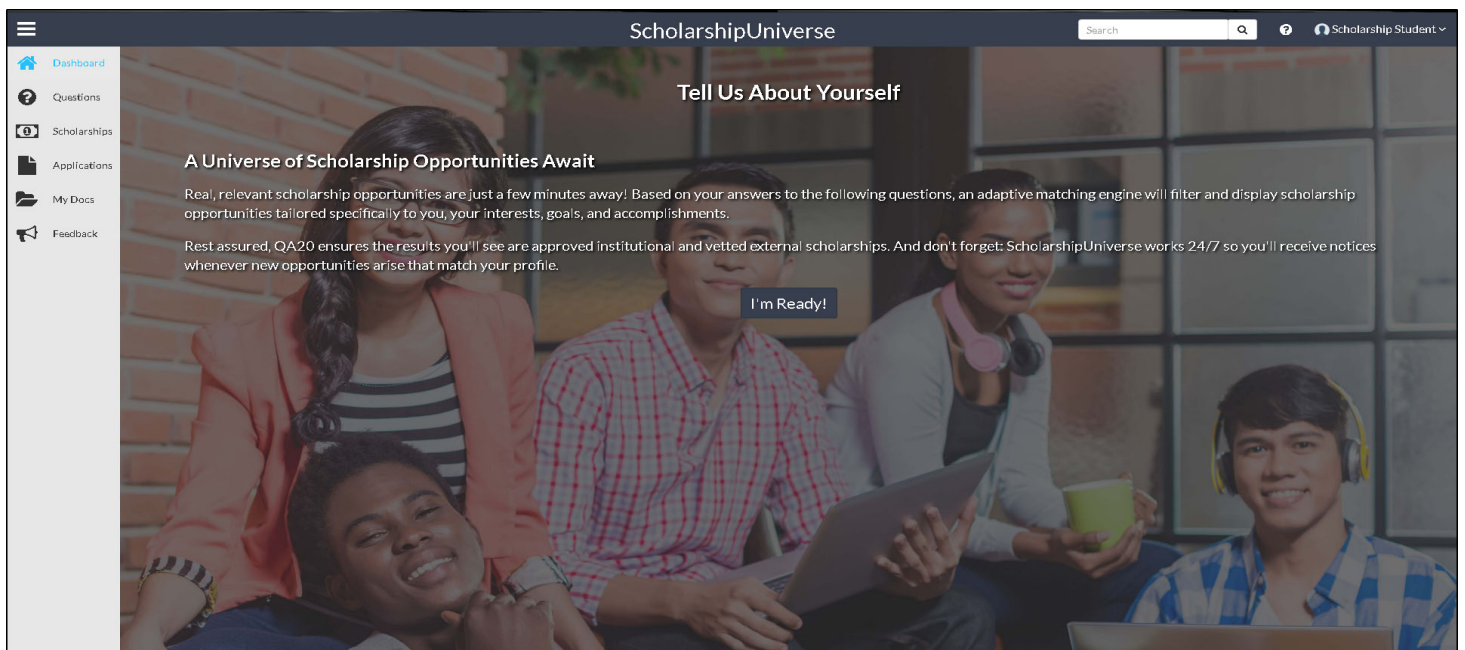 ScholarshipUniverse
Search
Scholarship Student
Dashboard
Questions
Scholarships
Applications
My Docs
Feedback
Tell Us About Yourself
A Universe of Scholarship Opportunities Await
Real, relevant scholarship opportunities are just a few minutes away! Based on your answers to the following questions, an adaptive matching engine will filter and display scholarship
opportunities tailored specifically to you, your interests, goals, and accomplishments.
Rest assured, QA20 ensures the results you'll see are approved institutional and vetted external scholarships. And don't forget: ScholarshipUniverse works 24/7 so you'll receive notices
whenever new opportunities arise that match your profile.
I'm Ready!